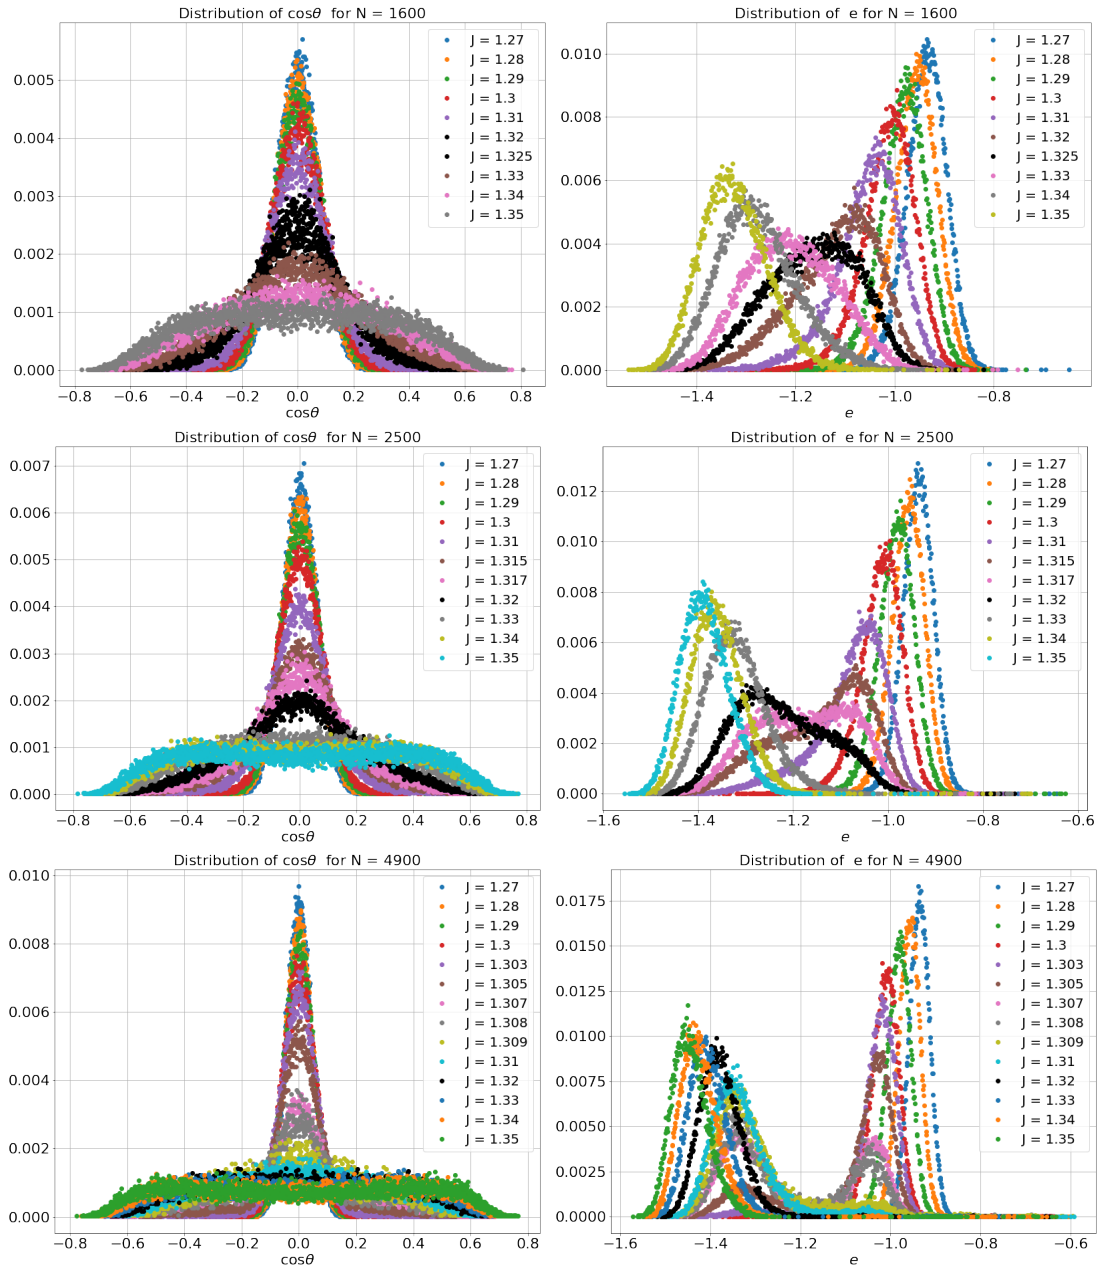 Distribution of cosθ for N = 1600
J = 1.27
J = 1.28
J = 1.29
J = 1.3
J = 1.31
J = 1.32
J = 1.325
J = 1.33
J = 1.34
J = 1.35
0.005
0.004
0.003
0.002
0.001
0.000
−0.8 −0.6 −0.4 −0.2 0.0 0.2 0.4 0.6 0.8
cosθ
Distribution of e for N = 1600
J = 1.27
J = 1.28
J = 1.29
J = 1.3
J = 1.31
J = 1.32
J = 1.325
J = 1.33
J = 1.34
J = 1.35
0.010
0.008
0.006
0.004
0.002
0.000
−1.4 −1.2 −1.0 −0.8
e
Distribution of cosθ for N = 2500
J = 1.27
J = 1.28
J = 1.29
J = 1.3
J = 1.31
J = 1.315
J = 1.317
J = 1.32
J = 1.33
J = 1.34
J = 1.35
0.007
0.006
0.005
0.004
0.003
0.002
0.001
0.000
−0.8 −0.6 −0.4 −0.2 0.0 0.2 0.4 0.6 0.8
cosθ
Distribution of e for N = 2500
J = 1.27
J = 1.28
J = 1.29
J = 1.3
J = 1.31
J = 1.315
J = 1.317
J = 1.32
J = 1.33
J = 1.34
J = 1.35
0.012
0.010
0.008
0.006
0.004
0.002
0.000
−1.6 −1.4 −1.2 −1.0 −0.8 −0.6
e
Distribution of cosθ for N = 4900
J = 1.27
J = 1.28
J = 1.29
J = 1.3
J = 1.303
J = 1.305
J = 1.307
J = 1.308
J = 1.309
J = 1.31
J = 1.32
J = 1.33
J = 1.34
J = 1.35
0.010
0.008
0.006
0.004
0.002
0.000
−0.8 −0.6 −0.4 −0.2 0.0 0.2 0.4 0.6 0.8
cosθ
Distribution of e for N = 4900
J = 1.27
J = 1.28
J = 1.29
J = 1.3
J = 1.303
J = 1.305
J = 1.307
J = 1.308
J = 1.309
J = 1.31
J = 1.32
J = 1.33
J = 1.34
J = 1.35
0.0175
0.0150
0.0125
0.0100
0.0075
0.0050
0.0025
0.0000
−1.6 −1.4 −1.2 −1.0 −0.8 −0.6
e